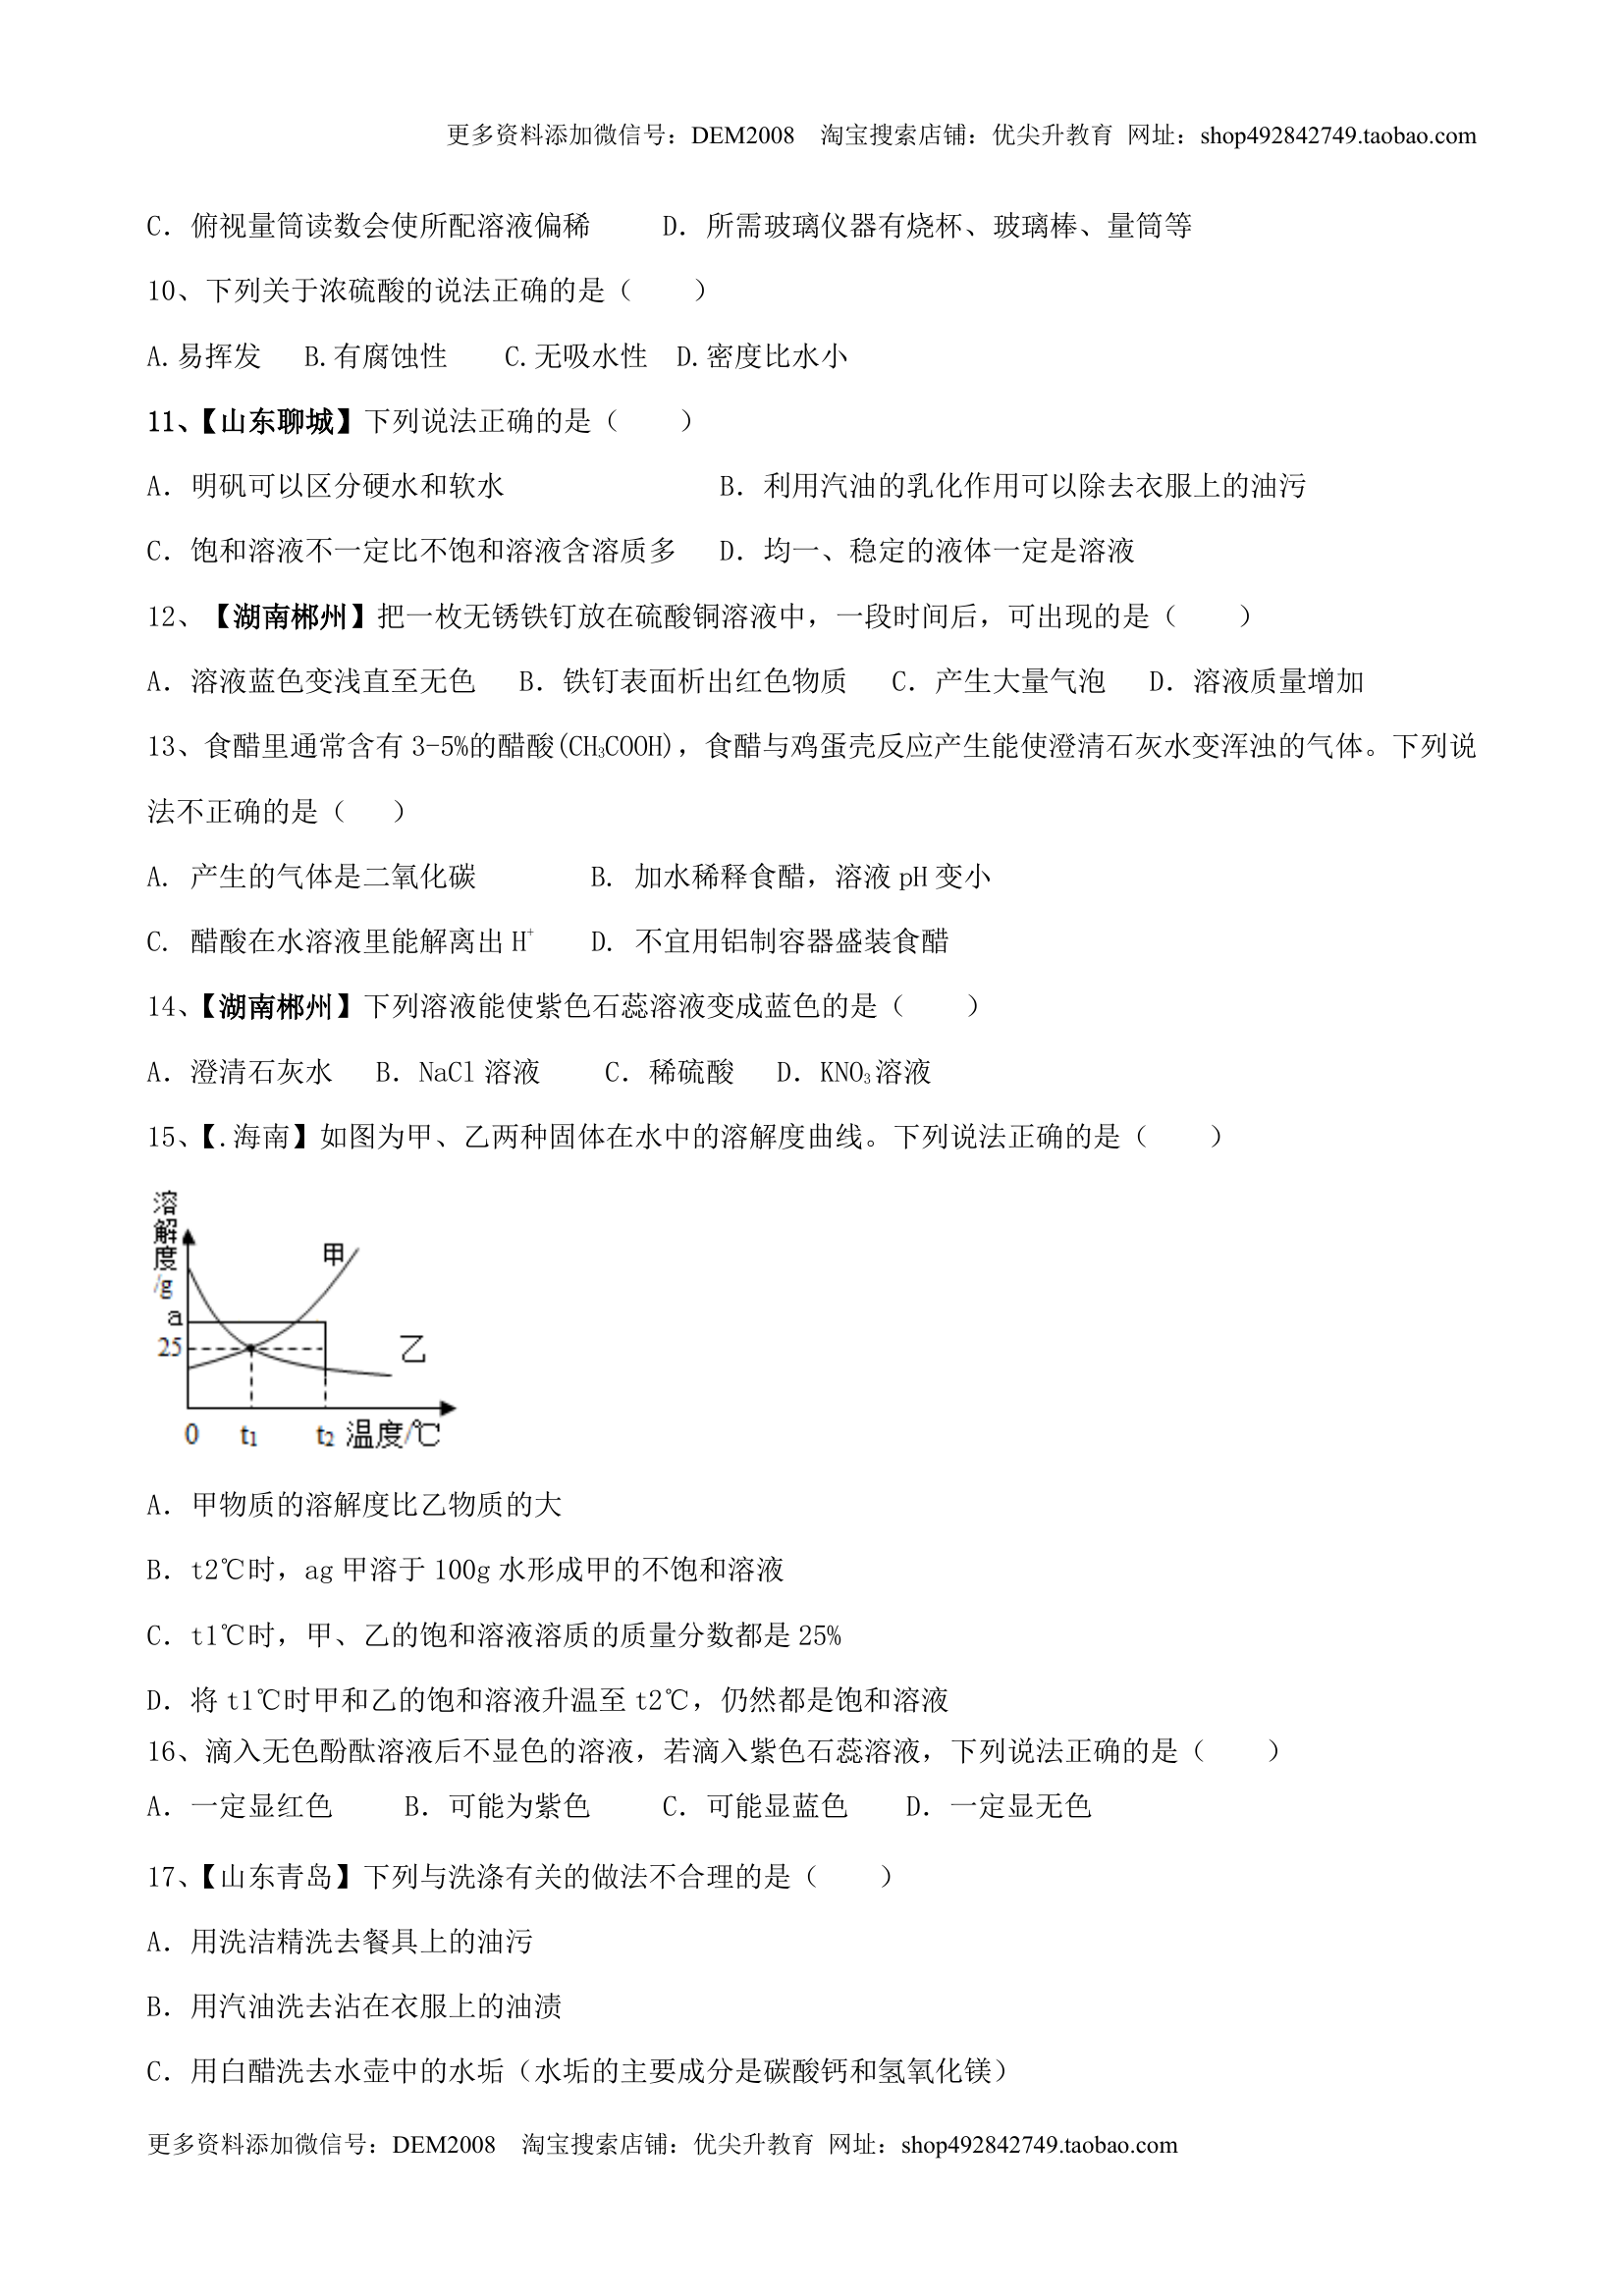 更多资料添加微信号：DEM2008　淘宝搜索店铺：优尖升教育 网址：shop492842749.taobao.com
C．俯视量筒读数会使所配溶液偏稀　　D．所需玻璃仪器有烧杯、玻璃棒、量筒等
10、下列关于浓硫酸的说法正确的是（　　）
A.易挥发　B.有腐蚀性　　C.无吸水性　D.密度比水小
11、【山东聊城】下列说法正确的是（　　）
A．明矾可以区分硬水和软水　　　　　　　B．利用汽油的乳化作用可以除去衣服上的油污
C．饱和溶液不一定比不饱和溶液含溶质多　D．均一、稳定的液体一定是溶液
12、【湖南郴州】把一枚无锈铁钉放在硫酸铜溶液中，一段时间后，可出现的是（　　）
A．溶液蓝色变浅直至无色　B．铁钉表面析出红色物质　C．产生大量气泡　D．溶液质量增加
13、食醋里通常含有 3-5%的醋酸(CH₃COOH)，食醋与鸡蛋壳反应产生能使澄清石灰水变浑浊的气体。下列说
法不正确的是（　）
A. 产生的气体是二氧化碳　　　　B. 加水稀释食醋，溶液 pH 变小
C. 醋酸在水溶液里能解离出 H⁺　　D. 不宜用铝制容器盛装食醋
14、【湖南郴州】下列溶液能使紫色石蕊溶液变成蓝色的是（　　）
A．澄清石灰水　B．NaCl 溶液　　C．稀硫酸　D．KNO₃溶液
15、【.海南】如图为甲、乙两种固体在水中的溶解度曲线。下列说法正确的是（　　）
溶解度/g
甲
a
25
乙
0 t₁ t₂ 温度/℃
A．甲物质的溶解度比乙物质的大
B．t2℃时，ag 甲溶于 100g 水形成甲的不饱和溶液
C．t1℃时，甲、乙的饱和溶液溶质的质量分数都是 25%
D．将 t1℃时甲和乙的饱和溶液升温至 t2℃，仍然都是饱和溶液
16、滴入无色酚酞溶液后不显色的溶液，若滴入紫色石蕊溶液，下列说法正确的是（　　）
A．一定显红色　　B．可能为紫色　　C．可能显蓝色　　D．一定显无色
17、【山东青岛】下列与洗涤有关的做法不合理的是（　　）
A．用洗洁精洗去餐具上的油污
B．用汽油洗去沾在衣服上的油渍
C．用白醋洗去水壶中的水垢（水垢的主要成分是碳酸钙和氢氧化镁）
更多资料添加微信号：DEM2008　淘宝搜索店铺：优尖升教育 网址：shop492842749.taobao.com